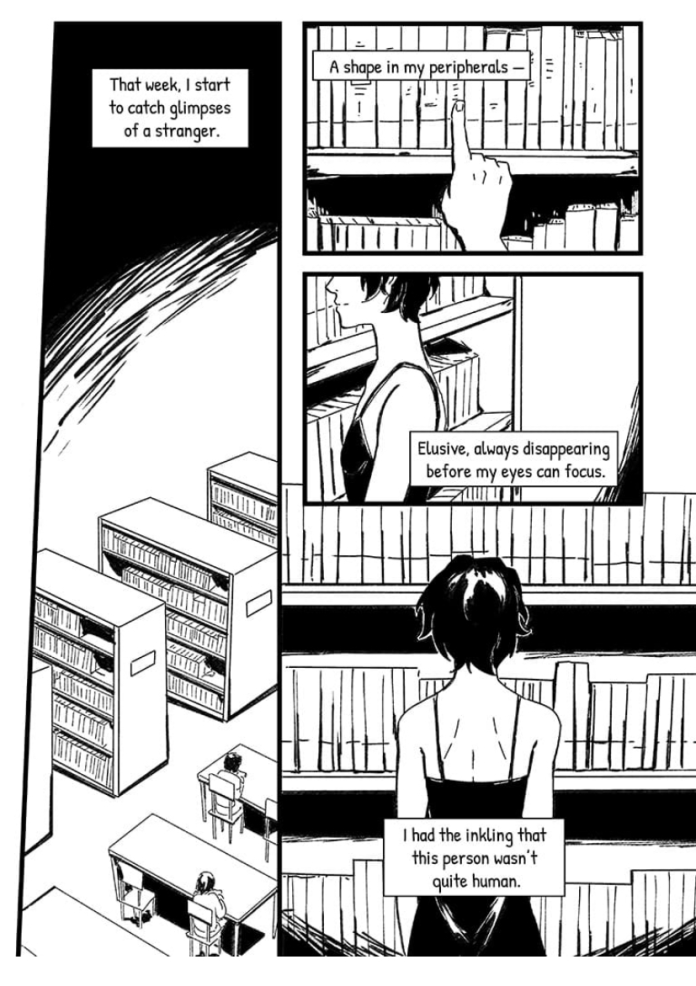 That week, I start
to catch glimpses
of a stranger.
A shape in my peripherals —
Elusive, always disappearing
before my eyes can focus.
I had the inkling that
this person wasn't
quite human.